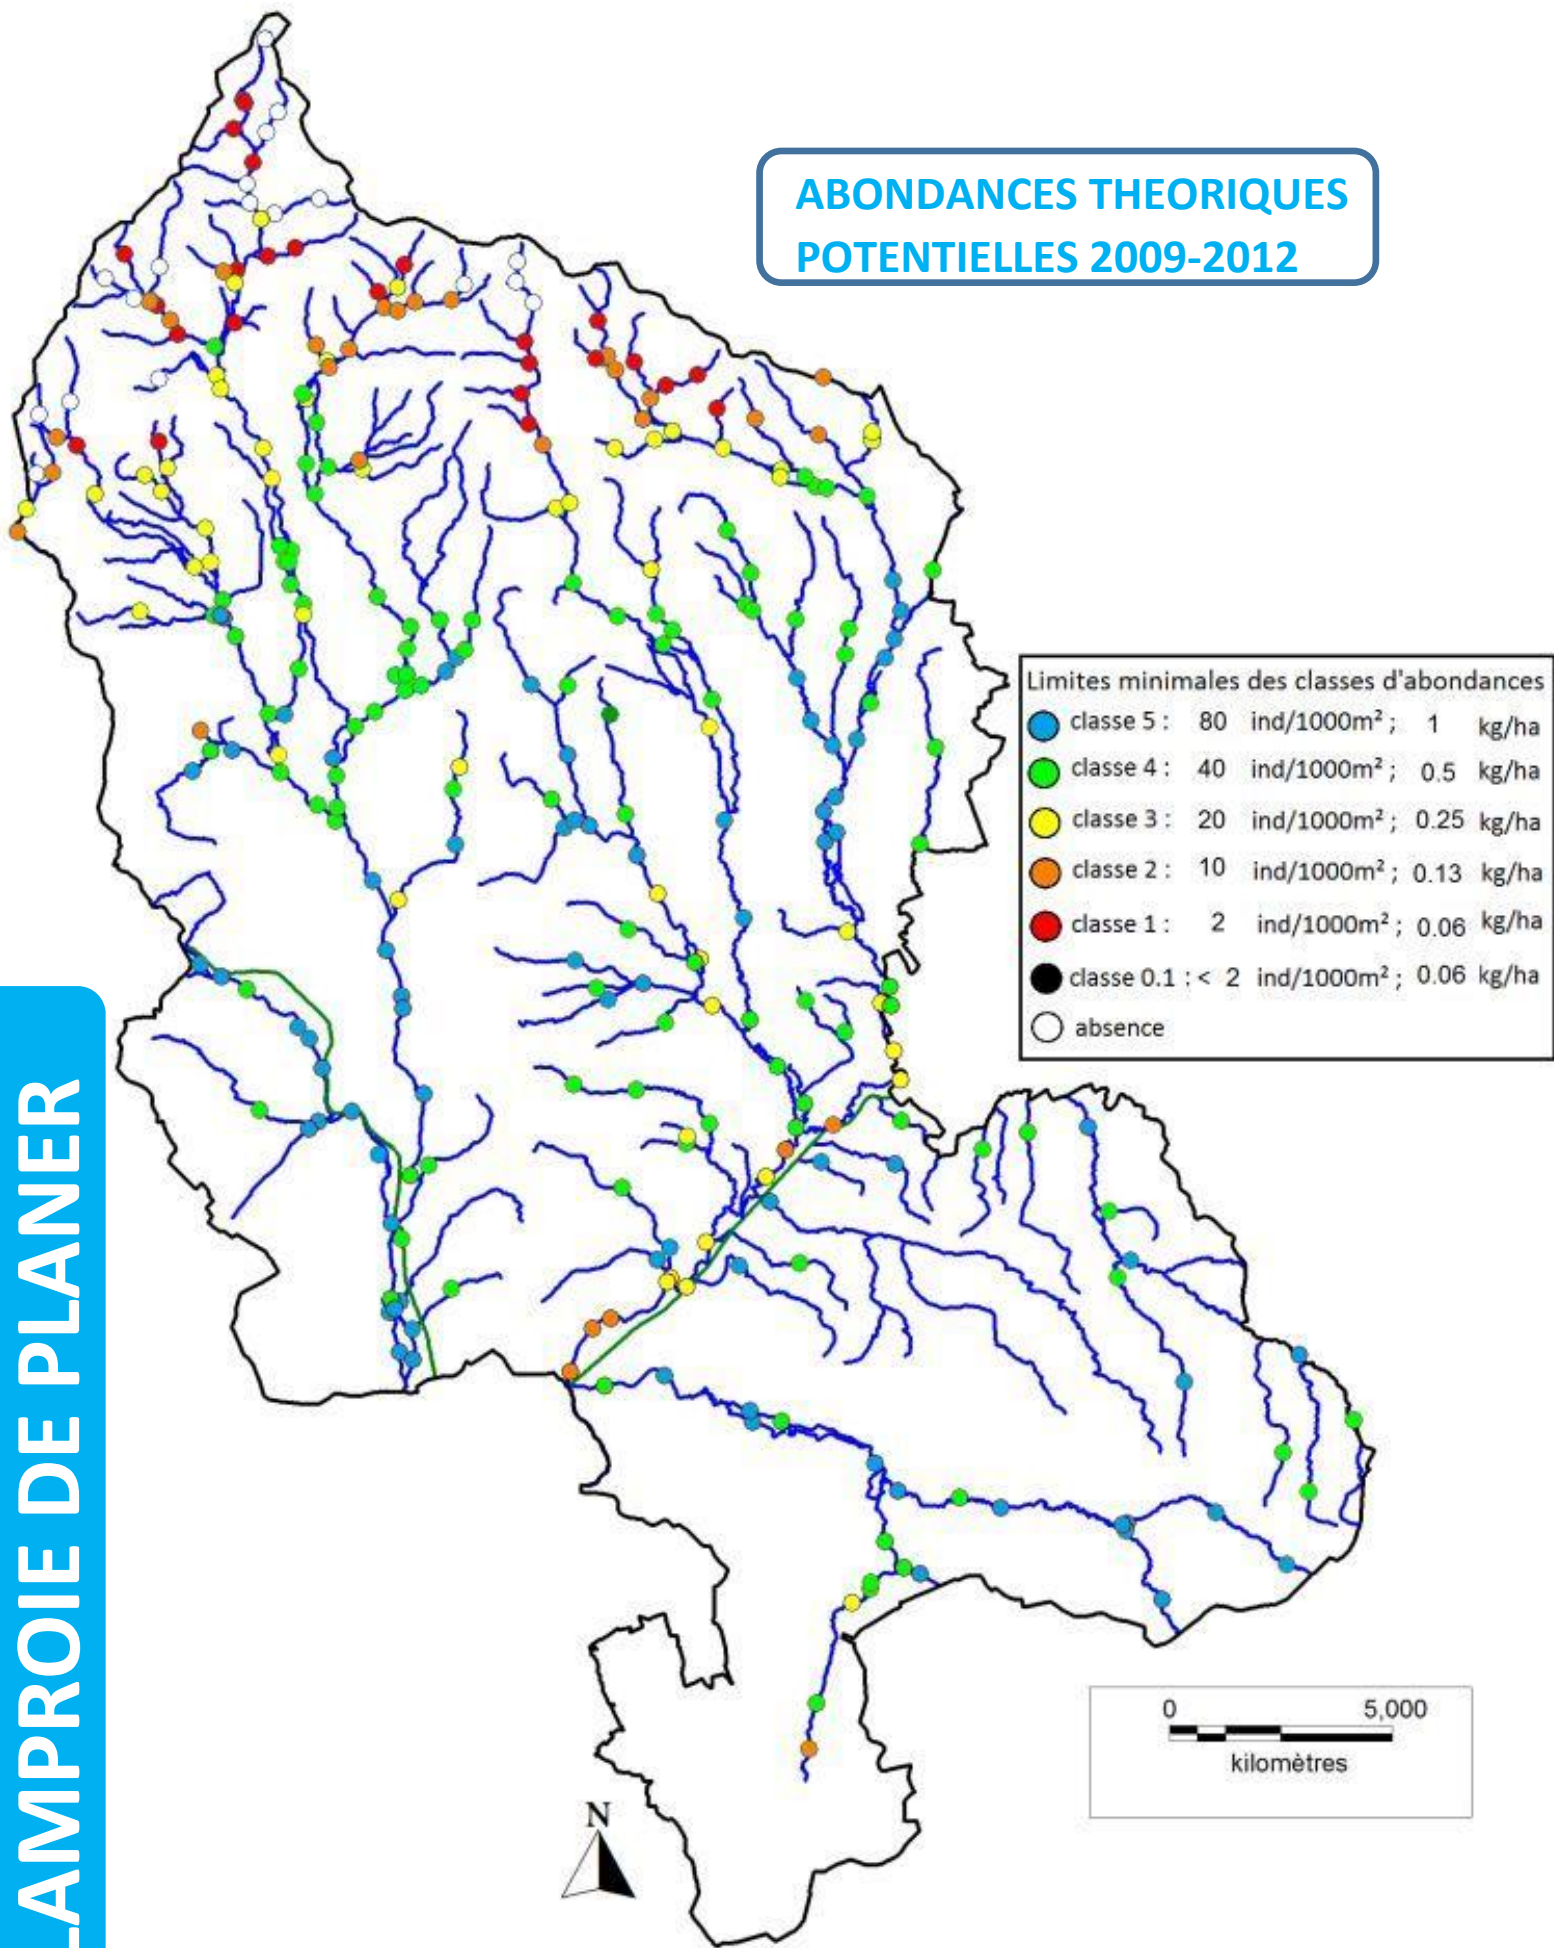 ABONDANCES THEORIQUES
POTENTIELLES 2009-2012
Limites minimales des classes d'abondances
classe 5 : 80 ind/1000m² ; 1 kg/ha
classe 4 : 40 ind/1000m² ; 0.5 kg/ha
classe 3 : 20 ind/1000m² ; 0.25 kg/ha
classe 2 : 10 ind/1000m² ; 0.13 kg/ha
classe 1 : 2 ind/1000m² ; 0.06 kg/ha
classe 0.1 : < 2 ind/1000m² ; 0.06 kg/ha
absence
LAMPROIE DE PLANER
0 5,000
kilomètres
N